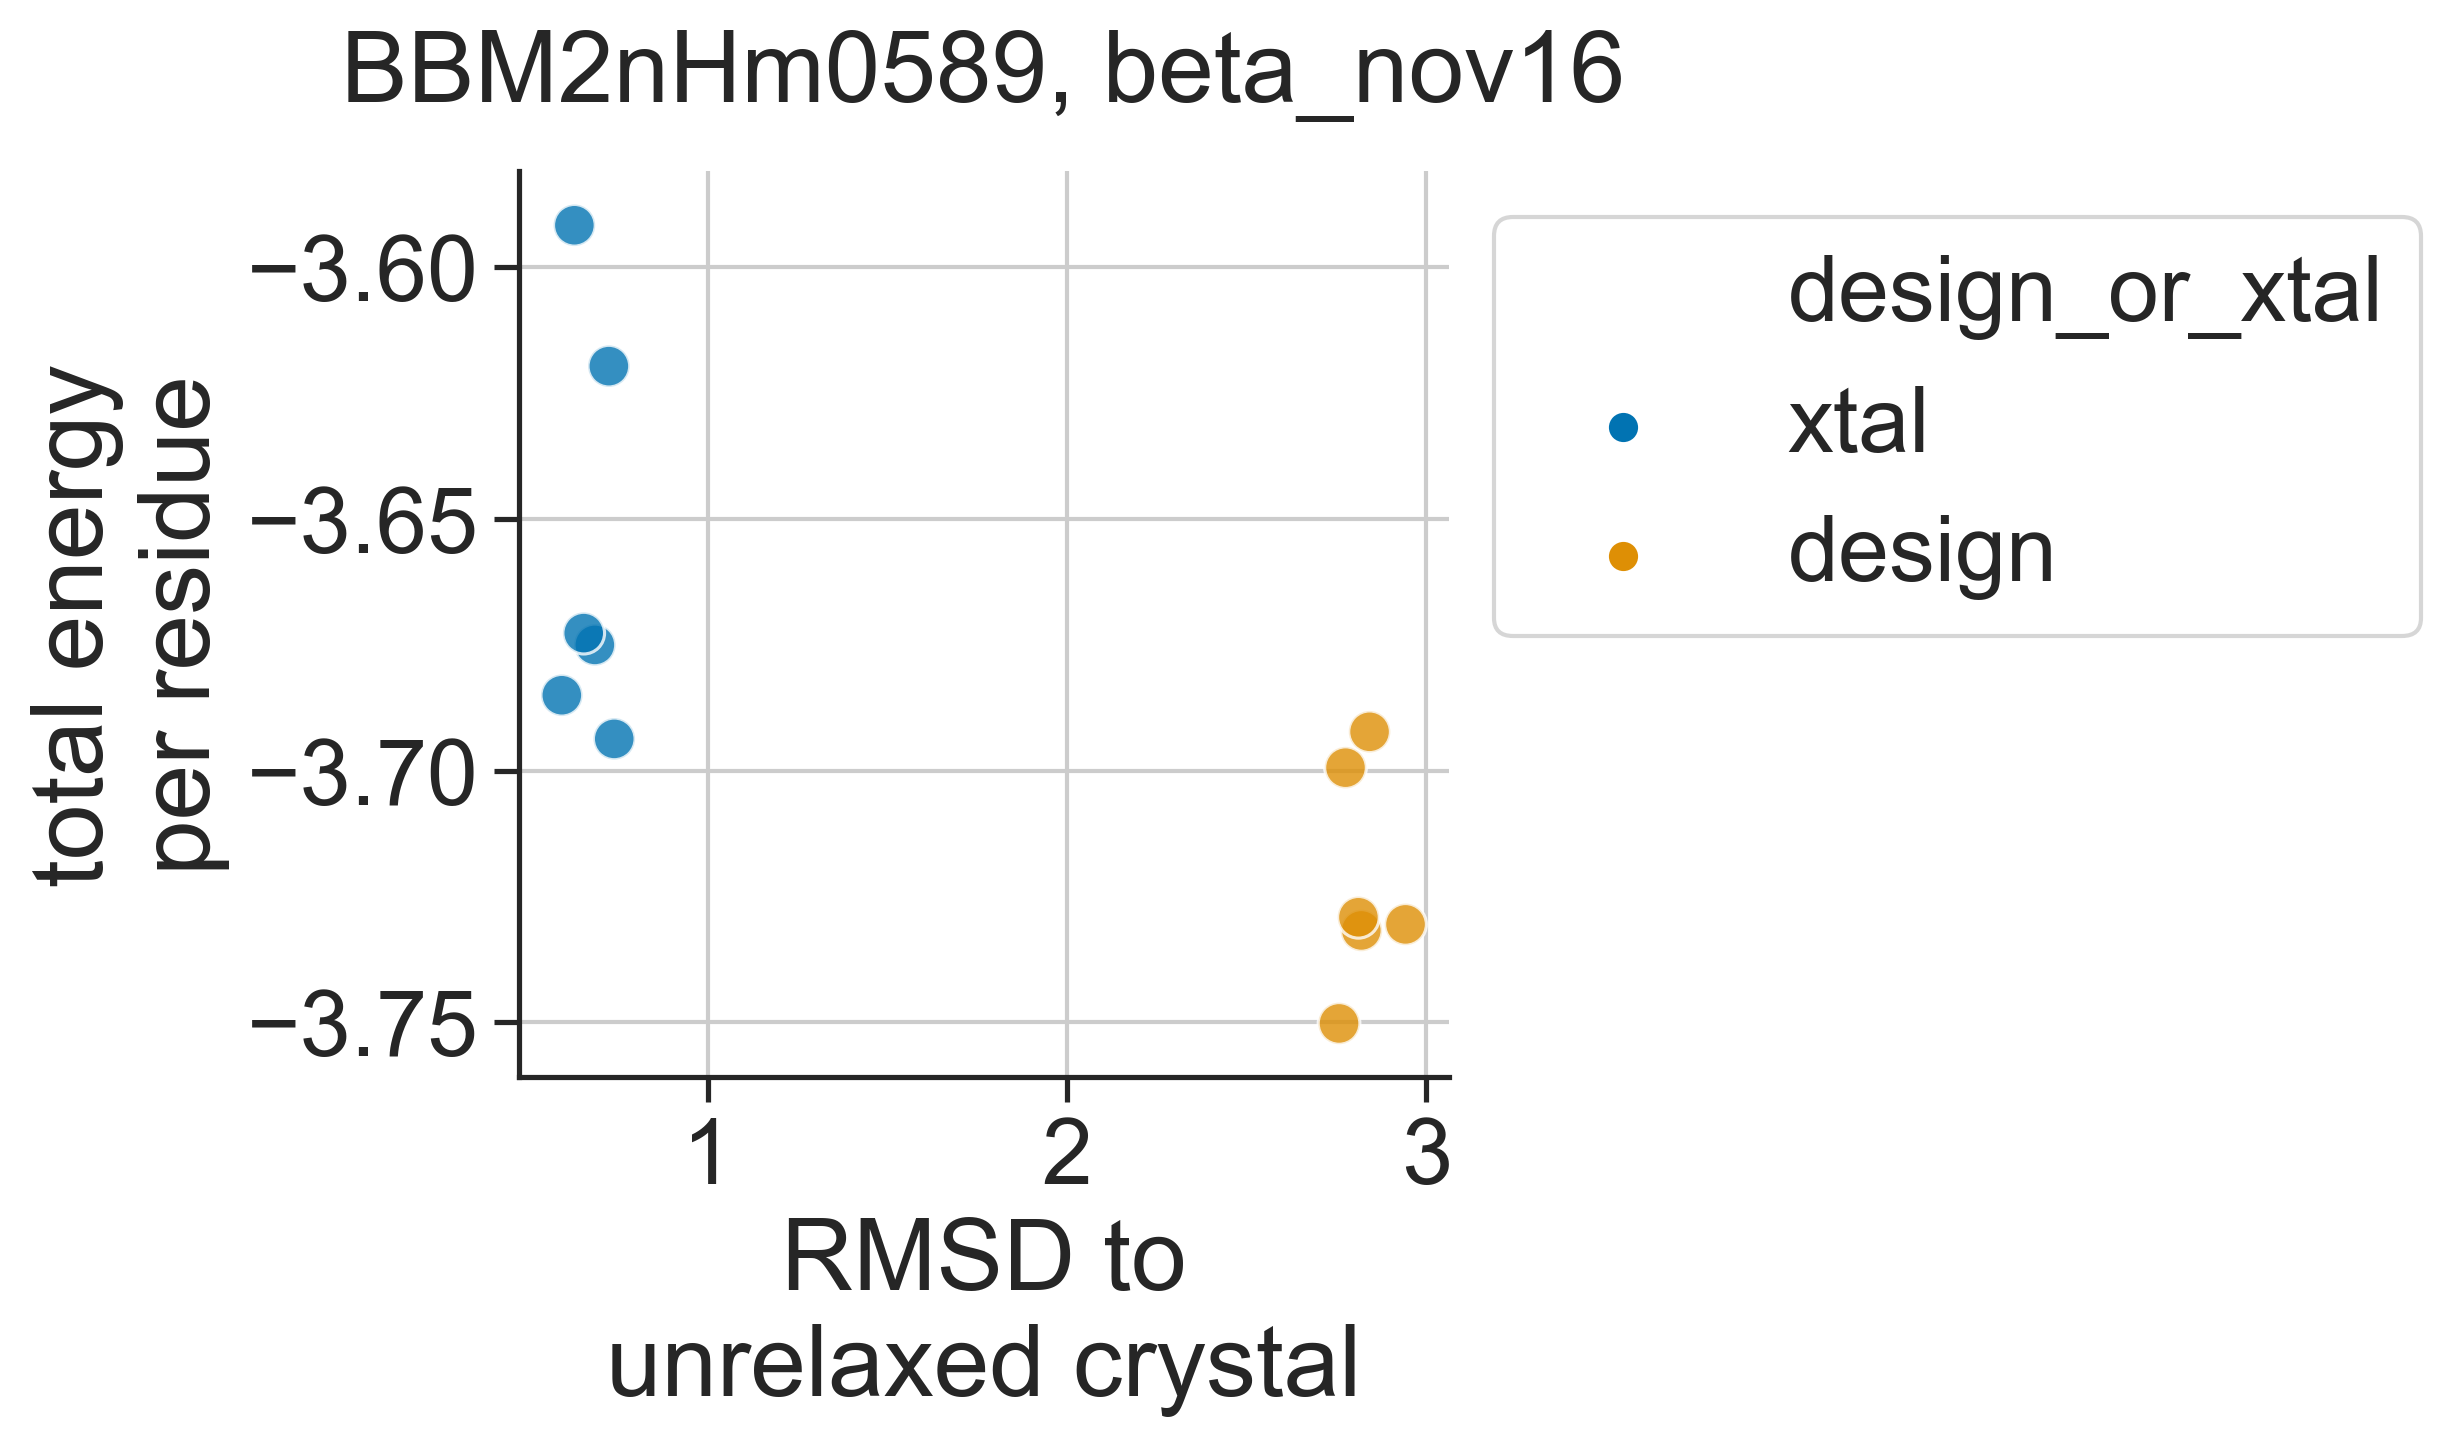 BBM2nHm0589, beta_nov16
total energy
per residue
−3.60
−3.65
−3.70
−3.75
1 2 3
RMSD to
unrelaxed crystal
design_or_xtal
xtal
design